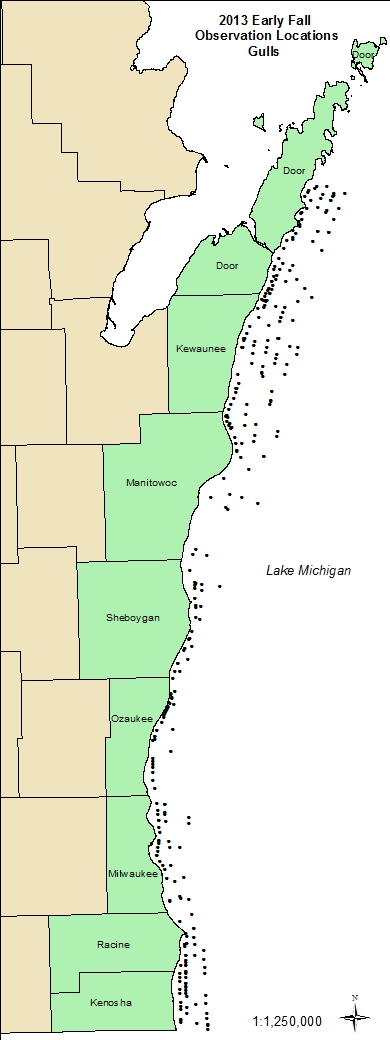 2013 Early Fall
Observation Locations
Gulls
Door
Door
Door
Kewaunee
Manitowoc
Lake Michigan
Sheboygan
Ozaukee
Milwaukee
Racine
Kenosha
N
1:1,250,000